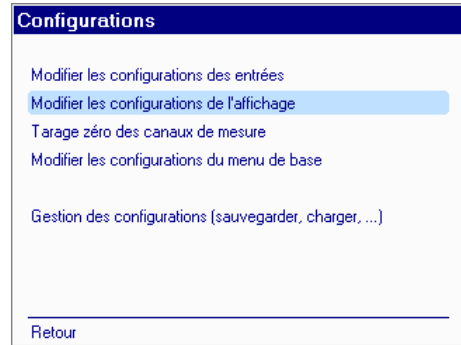 Configurations
Modifier les configurations des entrées
Modifier les configurations de l'affichage
Tarage zéro des canaux de mesure
Modifier les configurations du menu de base
Gestion des configurations (sauvegarder, charger, ...)
Retour